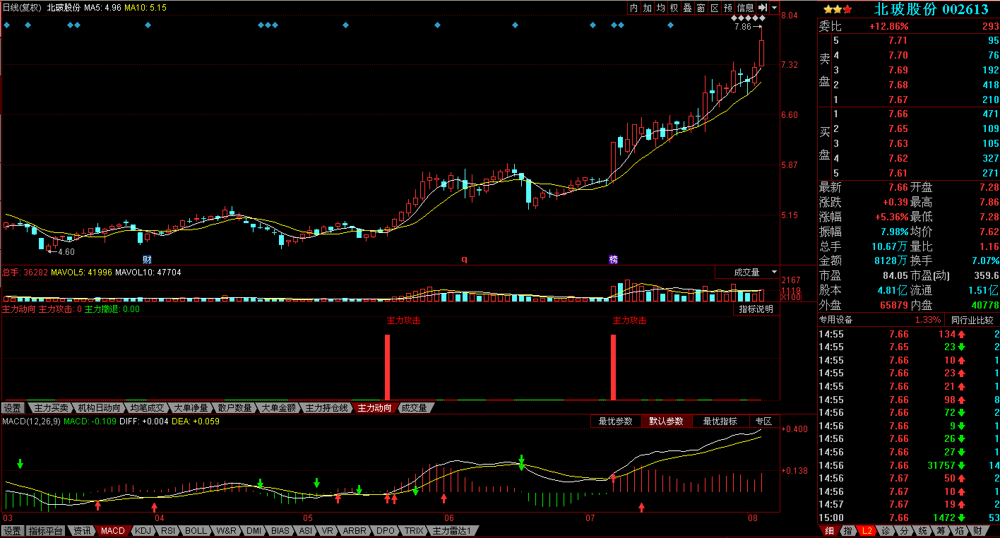 日线(复权) 北玻股份 MA5: 4.96 MA10: 5.15
内 加 均 权 叠 窗 区 预 信息
8.04
7.86
7.32
6.60
5.87
5.15
4.60
财 q 榜
总手: 36282 MAVOL5: 41996 MAVOL10: 47704
成交量
2167
1119
X100
主力动向 主力攻击: 0 主力撤退: 0.00
指标说明
主力攻击 主力攻击
设置 主力买卖 机构日动向 均笔成交 大单净量 散户数量 大单金额 主力持仓线 主力动向 成交量
MACD(12,26,9) MACD: -0.109 DIFF: +0.004 DEA: +0.059
最优参数 默认参数 最优指标 专区
+0.400
+0.138
03 04 05 06 07 08
设置 指标平台 资讯 MACD KDJ RSI BOLL W&R DMI BIAS ASI VR ARBR DPO TRIX 主力雷达1
北玻股份 002613
委比 +12.86% 293
卖盘
5 7.71 95
4 7.70 76
3 7.69 192
2 7.68 418
1 7.67 210
买盘
1 7.66 471
2 7.65 109
3 7.63 105
4 7.62 327
5 7.61 271
最新 7.66 开盘 7.28
涨跌 +0.39 最高 7.86
涨幅 +5.36% 最低 7.28
振幅 7.98% 均价 7.62
总手 10.67万 量比 1.16
金额 8128万 换手 7.07%
市盈 84.05 市盈(动) 359.6
股本 4.81亿 流通 1.51亿
外盘 65879 内盘 40778
专用设备 1.33% 同行业比较
14:55 7.66 134 2
14:55 7.65 23 2
14:55 7.66 10 1
14:55 7.66 23 1
14:55 7.66 21 1
14:55 7.66 98 8
14:56 7.66 72 2
14:56 7.66 9 1
14:56 7.66 26 1
14:56 7.66 27 1
14:56 7.66 31757 14
14:56 7.67 50 2
14:56 7.67 10 1
14:57 7.67 19 2
15:00 7.66 1472 53
细 指 L2 诊 分 统 筹 焰 财